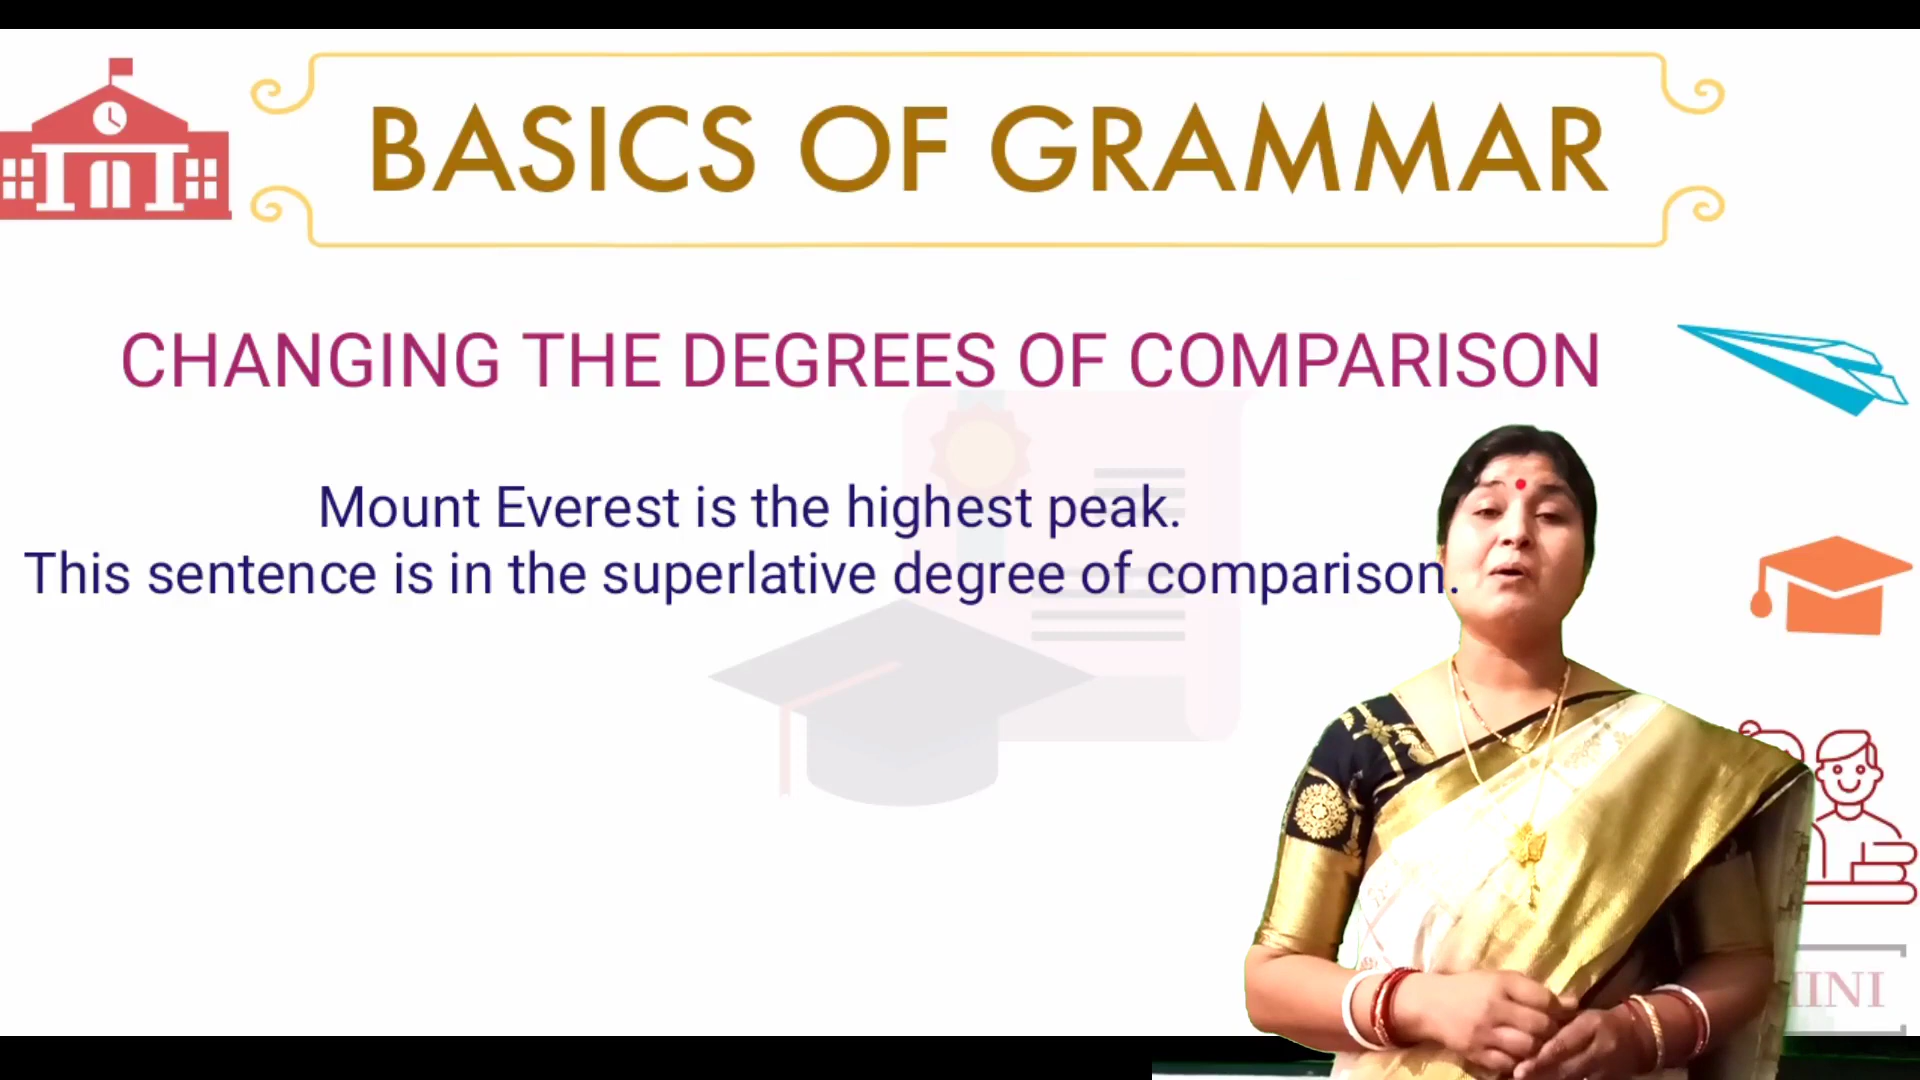 BASICS OF GRAMMAR
CHANGING THE DEGREES OF COMPARISON
Mount Everest is the highest peak.
This sentence is in the superlative degree of comparison.